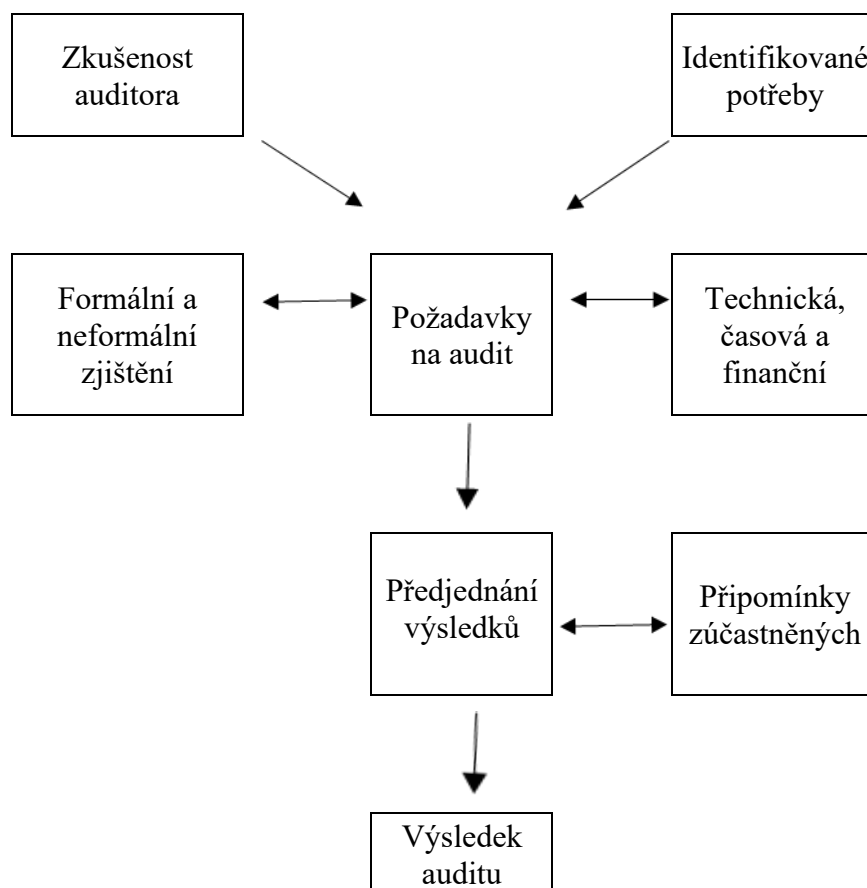 Zkušenost
auditora
Identifikované
potřeby
Formální a
neformální
zjištění
Požadavky
na audit
Technická,
časová a
finanční
Předjednání
výsledků
Připomínky
zúčastněných
Výsledek
auditu